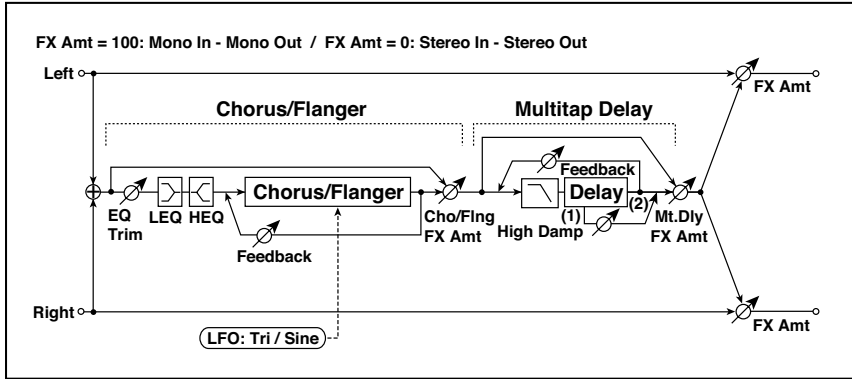 FX Amt = 100: Mono In - Mono Out / FX Amt = 0: Stereo In - Stereo Out
Left
FX Amt
Chorus/Flanger
Multitap Delay
Feedback
Chorus/Flanger
Delay
EQ
Trim
LEQ
HEQ
Cho/Flng
FX Amt
High Damp
(1)
(2)
Mt.Dly
FX Amt
Feedback
Right
FX Amt
LFO: Tri / Sine